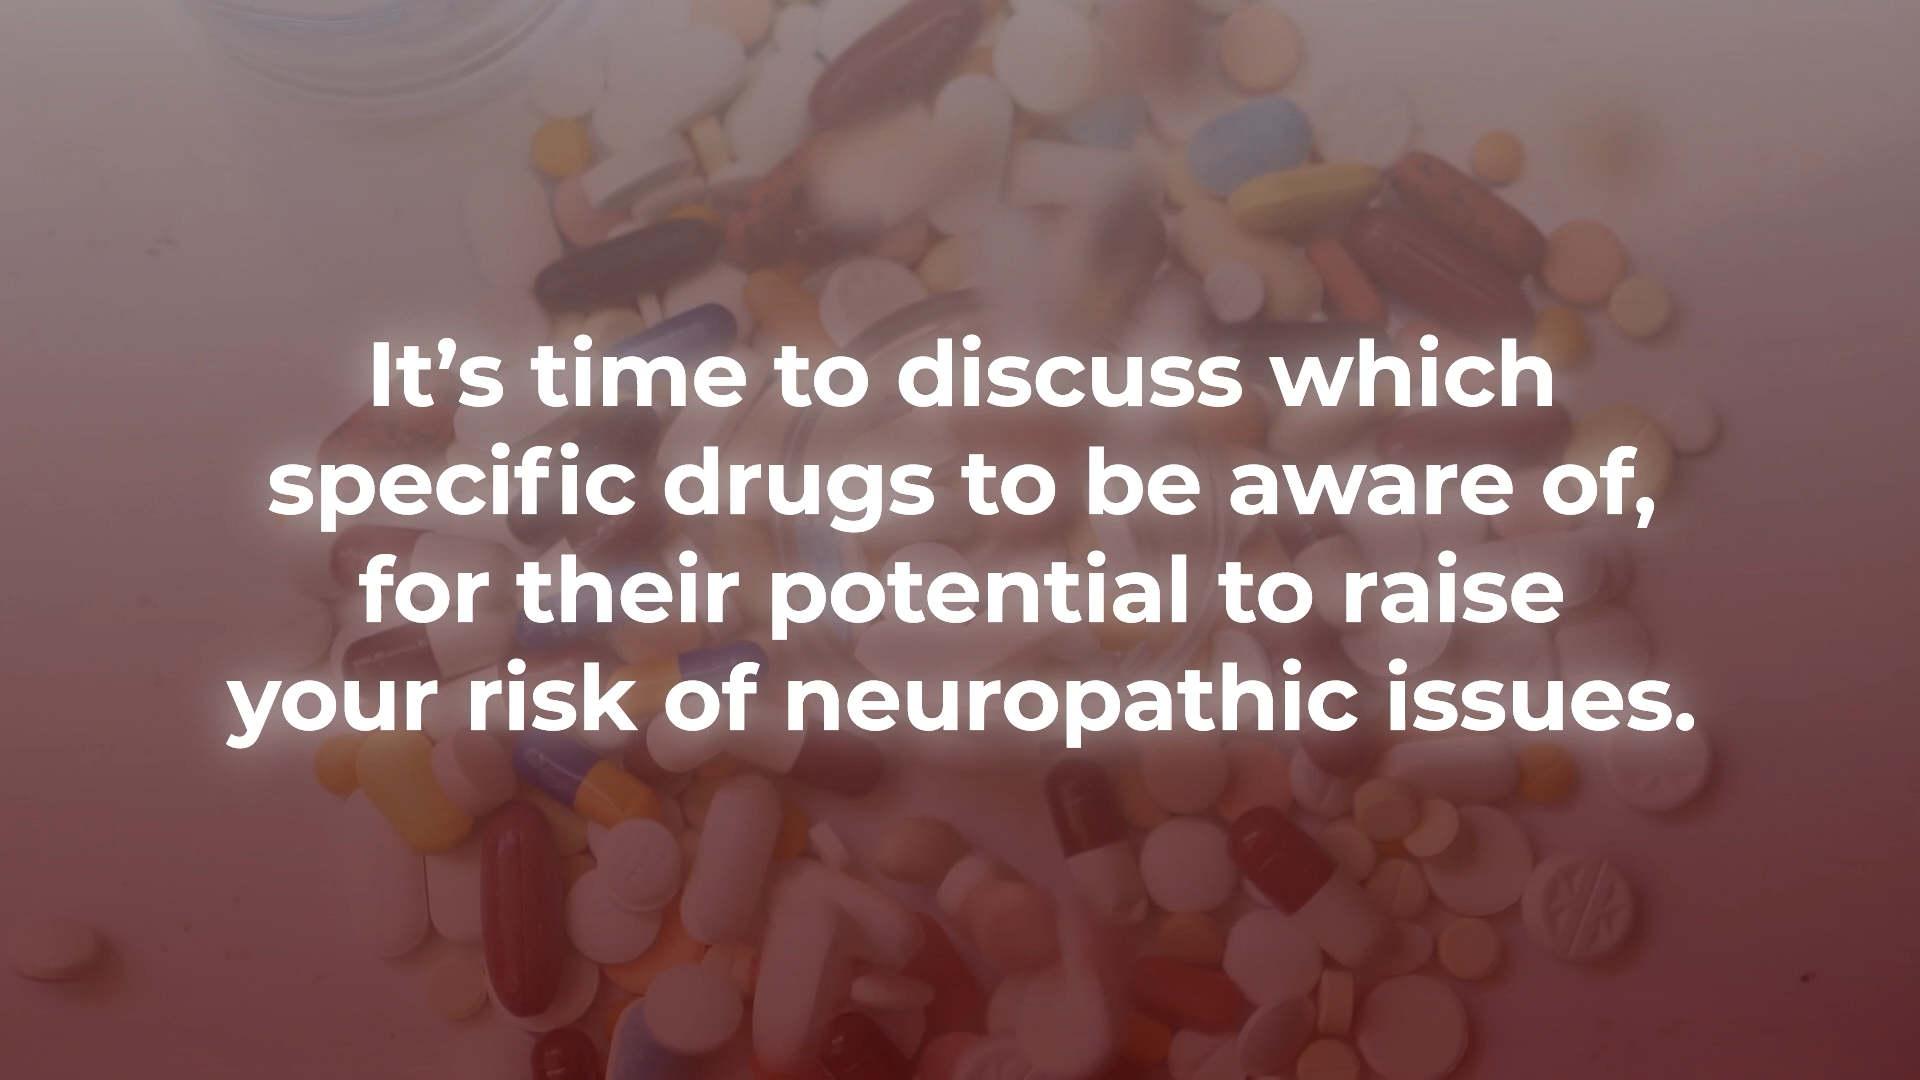 It’s time to discuss which
specific drugs to be aware of,
for their potential to raise
your risk of neuropathic issues.